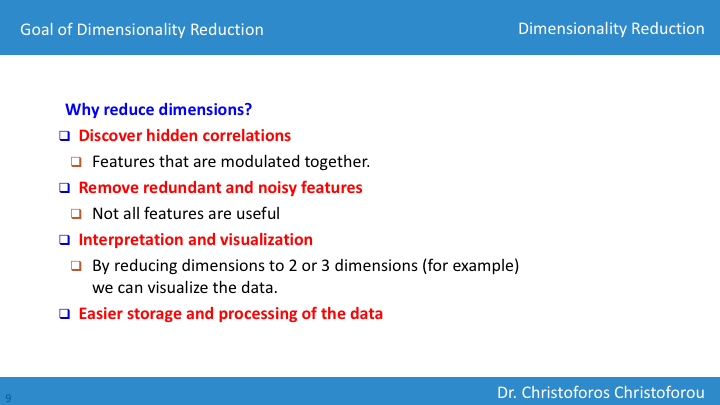 Goal of Dimensionality Reduction
Dimensionality Reduction
Why reduce dimensions?
Discover hidden correlations
Features that are modulated together.
Remove redundant and noisy features
Not all features are useful
Interpretation and visualization
By reducing dimensions to 2 or 3 dimensions (for example)
we can visualize the data.
Easier storage and processing of the data
9
Dr. Christoforos Christoforou